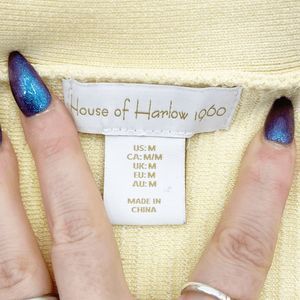 House of Harlow 1960
US: M
CA: M/M
UK: M
EU: M
AU: M
MADE IN
CHINA